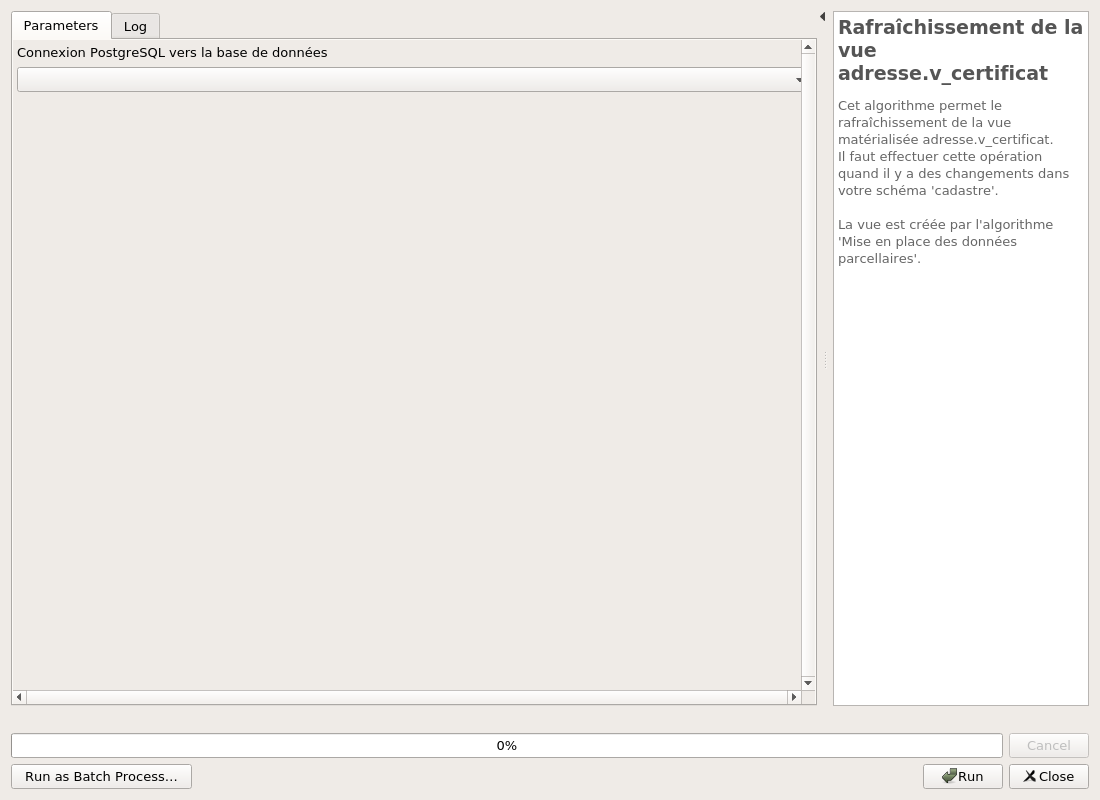 Parameters
Log
Connexion PostgreSQL vers la base de données
Rafraîchissement de la
vue
adresse.v_certificat
Cet algorithme permet le
rafraîchissement de la vue
matérialisée adresse.v_certificat.
Il faut effectuer cette opération
quand il y a des changements dans
votre schéma 'cadastre'.
La vue est créée par l'algorithme
'Mise en place des données
parcellaires'.
0%
Cancel
Run as Batch Process...
Run
Close